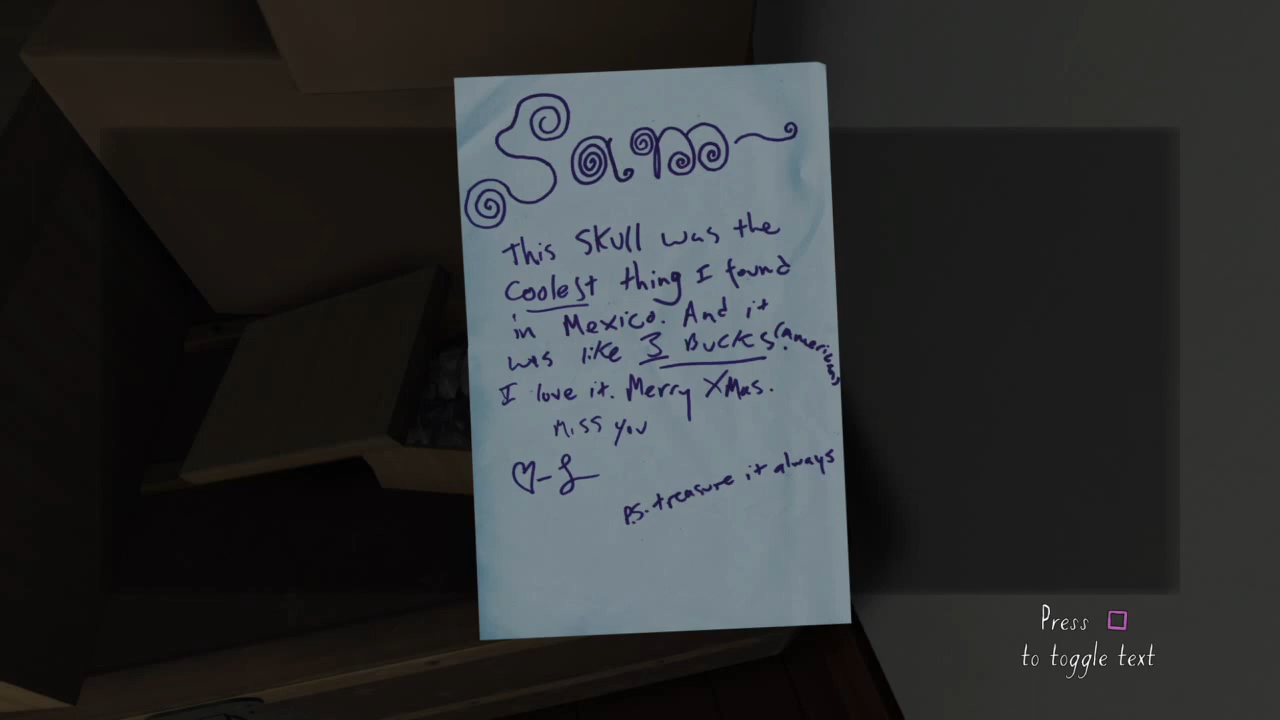 Sam~
This SKull was the
coolest thing I found
in Mexico. And it
was like 3 Bucks. (american)
I love it. Merry XMas.
Miss you
♡-L
P.S. treasure it always
Press □
to toggle text